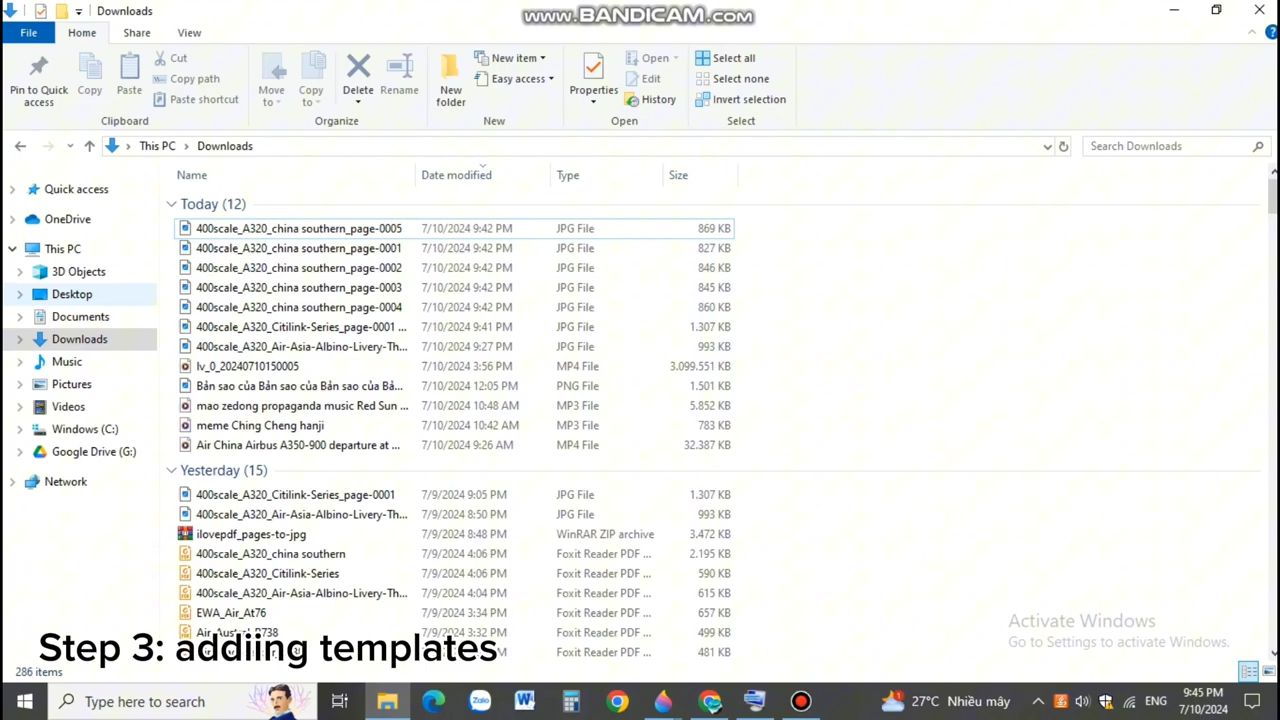 Downloads
www.BANDICAM.com
File Home Share View
Pin to Quick access
Copy
Paste
Cut
Copy path
Paste shortcut
Clipboard
Move to
Copy to
Delete
Rename
Organize
New folder
New item
Easy access
New
Properties
Open
Edit
History
Open
Select all
Select none
Invert selection
Select
This PC > Downloads
Search Downloads
Quick access
OneDrive
This PC
3D Objects
Desktop
Documents
Downloads
Music
Pictures
Videos
Windows (C:)
Google Drive (G:)
Network
Name Date modified Type Size
Today (12)
400scale_A320_china southern_page-0005 7/10/2024 9:42 PM JPG File 869 KB
400scale_A320_china southern_page-0001 7/10/2024 9:42 PM JPG File 827 KB
400scale_A320_china southern_page-0002 7/10/2024 9:42 PM JPG File 846 KB
400scale_A320_china southern_page-0003 7/10/2024 9:42 PM JPG File 845 KB
400scale_A320_china southern_page-0004 7/10/2024 9:42 PM JPG File 860 KB
400scale_A320_Citilink-Series_page-0001 ... 7/10/2024 9:41 PM JPG File 1.307 KB
400scale_A320_Air-Asia-Albino-Livery-Th... 7/10/2024 9:27 PM JPG File 993 KB
lv_0_20240710150005 7/10/2024 3:56 PM MP4 File 3.099.551 KB
Bản sao của Bản sao của Bản sao của Bả... 7/10/2024 12:05 PM PNG File 1.501 KB
mao zedong propaganda music Red Sun ... 7/10/2024 10:48 AM MP3 File 5.852 KB
meme Ching Cheng hanji 7/10/2024 10:42 AM MP3 File 783 KB
Air China Airbus A350-900 departure at ... 7/10/2024 9:26 AM MP4 File 32.387 KB
Yesterday (15)
400scale_A320_Citilink-Series_page-0001 7/9/2024 9:05 PM JPG File 1.307 KB
400scale_A320_Air-Asia-Albino-Livery-Th... 7/9/2024 8:50 PM JPG File 993 KB
ilovepdf_pages-to-jpg 7/9/2024 8:48 PM WinRAR ZIP archive 3.472 KB
400scale_A320_china southern 7/9/2024 4:06 PM Foxit Reader PDF ... 2.195 KB
400scale_A320_Citilink-Series 7/9/2024 4:06 PM Foxit Reader PDF ... 590 KB
400scale_A320_Air-Asia-Albino-Livery-Th... 7/9/2024 4:04 PM Foxit Reader PDF ... 615 KB
EWA_Air_At76 7/9/2024 3:34 PM Foxit Reader PDF ... 657 KB
7/9/2024 3:32 PM Foxit Reader PDF ... 499 KB
Foxit Reader PDF ... 481 KB
Step 3: addiing templates
Activate Windows
Go to Settings to activate Windows.
286 items
Type here to search
Zalo
1
27°C Nhiều mây
ENG
9:45 PM
7/10/2024